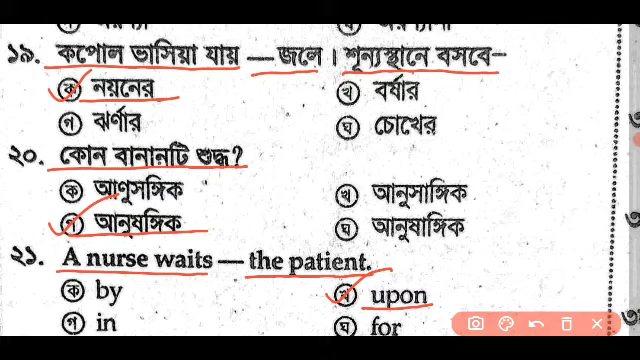 ১৯. কপোল ভাসিয়া যায় — জলে। শূন্যস্থানে বসবে–
ক নয়নের খ বর্ষার
গ ঝর্ণার ঘ চোখের
২০. কোন বানানটি শুদ্ধ?
ক আণুসঙ্গিক খ আনুসাঙ্গিক
গ আনুষঙ্গিক ঘ আনুষাঙ্গিক
২১. A nurse waits — the patient.
ক by খ upon
গ in ঘ for